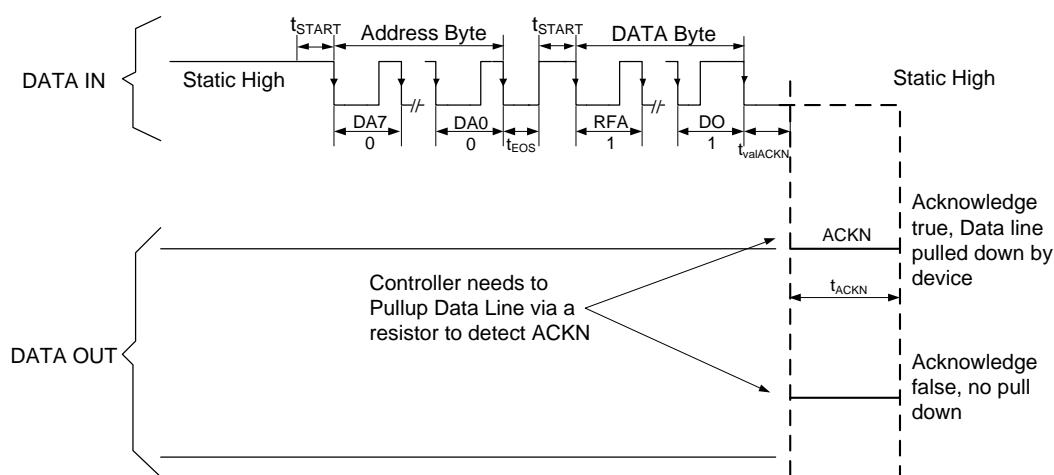 tSTART
Address Byte
tSTART
DATA Byte
DATA IN
Static High
Static High
DA7
DA0
RFA
DO
0
0
tEOS
1
1
tvalACKN
Acknowledge
true, Data line
pulled down by
device
ACKN
Controller needs to
Pullup Data Line via a
resistor to detect ACKN
tACKN
DATA OUT
Acknowledge
false, no pull
down